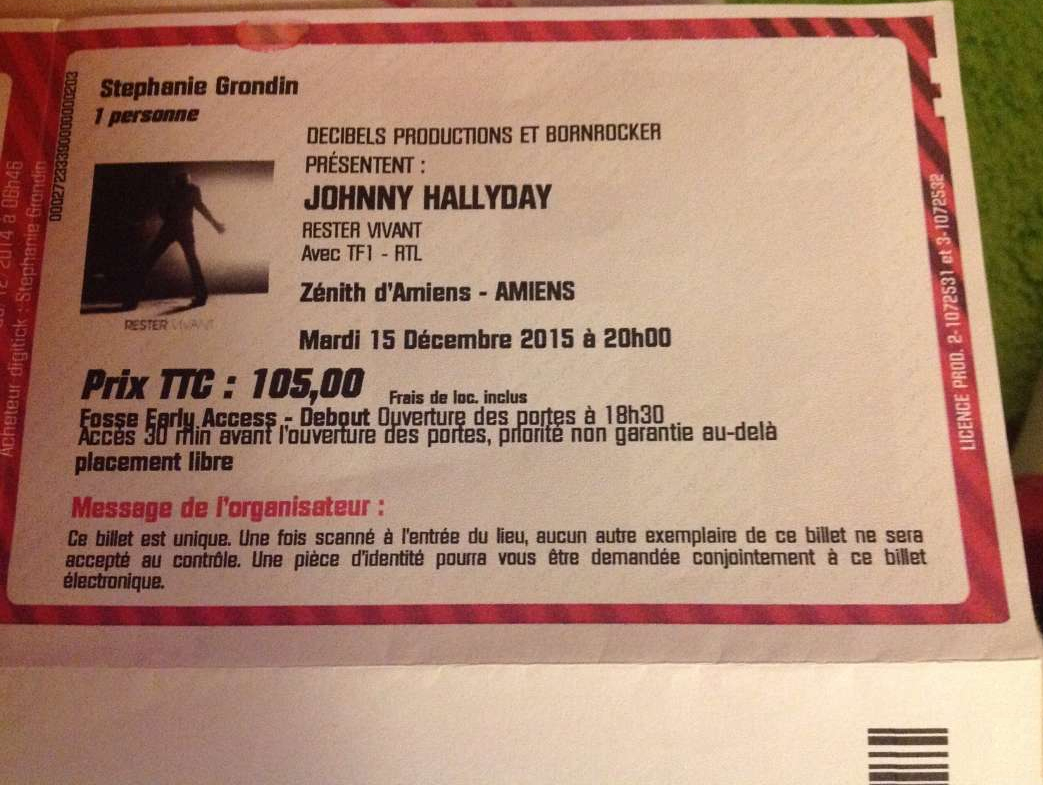 Stephanie Grondin
1 personne
DECIBELS PRODUCTIONS ET BORNROCKER
PRÉSENTENT :
JOHNNY HALLYDAY
RESTER VIVANT
Avec TF1 - RTL
Zénith d'Amiens - AMIENS
Mardi 15 Décembre 2015 à 20h00
RESTER VIVANT
Prix TTC : 105,00 Frais de loc. inclus
Fosse Early Access - Debout Ouverture des portes à 18h30
Accès 30 min avant l'ouverture des portes, priorité non garantie au-delà
placement libre
Message de l'organisateur :
Ce billet est unique. Une fois scanné à l'entrée du lieu, aucun autre exemplaire de ce billet ne sera
accepté au contrôle. Une pièce d'identité pourra vous être demandée conjointement à ce billet
électronique.
LICENCE PROD. 2-1072531 et 3-1072532
Acheteur digitick : Stephanie Grondin
2014 à 06h46